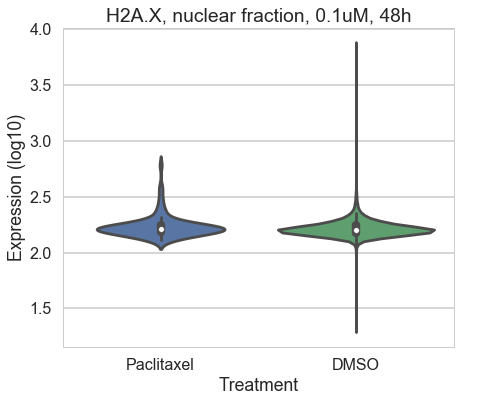 H2A.X, nuclear fraction, 0.1uM, 48h
4.0
3.5
3.0
2.5
2.0
1.5
Expression (log10)
Paclitaxel DMSO
Treatment